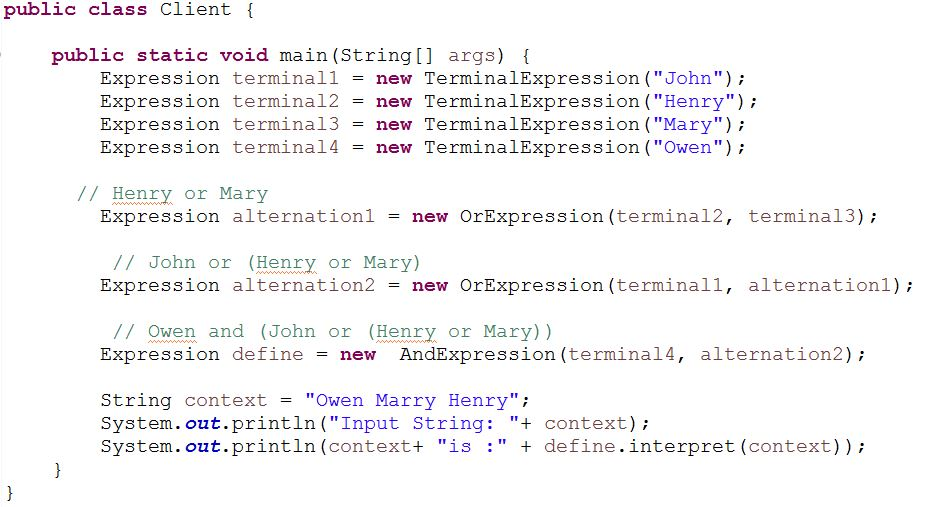 public class Client {
public static void main(String[] args) {
Expression terminal1 = new TerminalExpression("John");
Expression terminal2 = new TerminalExpression("Henry");
Expression terminal3 = new TerminalExpression("Mary");
Expression terminal4 = new TerminalExpression("Owen");
// Henry or Mary
Expression alternation1 = new OrExpression(terminal2, terminal3);
// John or (Henry or Mary)
Expression alternation2 = new OrExpression(terminal1, alternation1);
// Owen and (John or (Henry or Mary))
Expression define = new  AndExpression(terminal4, alternation2);
String context = "Owen Marry Henry";
System.out.println("Input String: "+ context);
System.out.println(context+ "is :" + define.interpret(context));
}
}